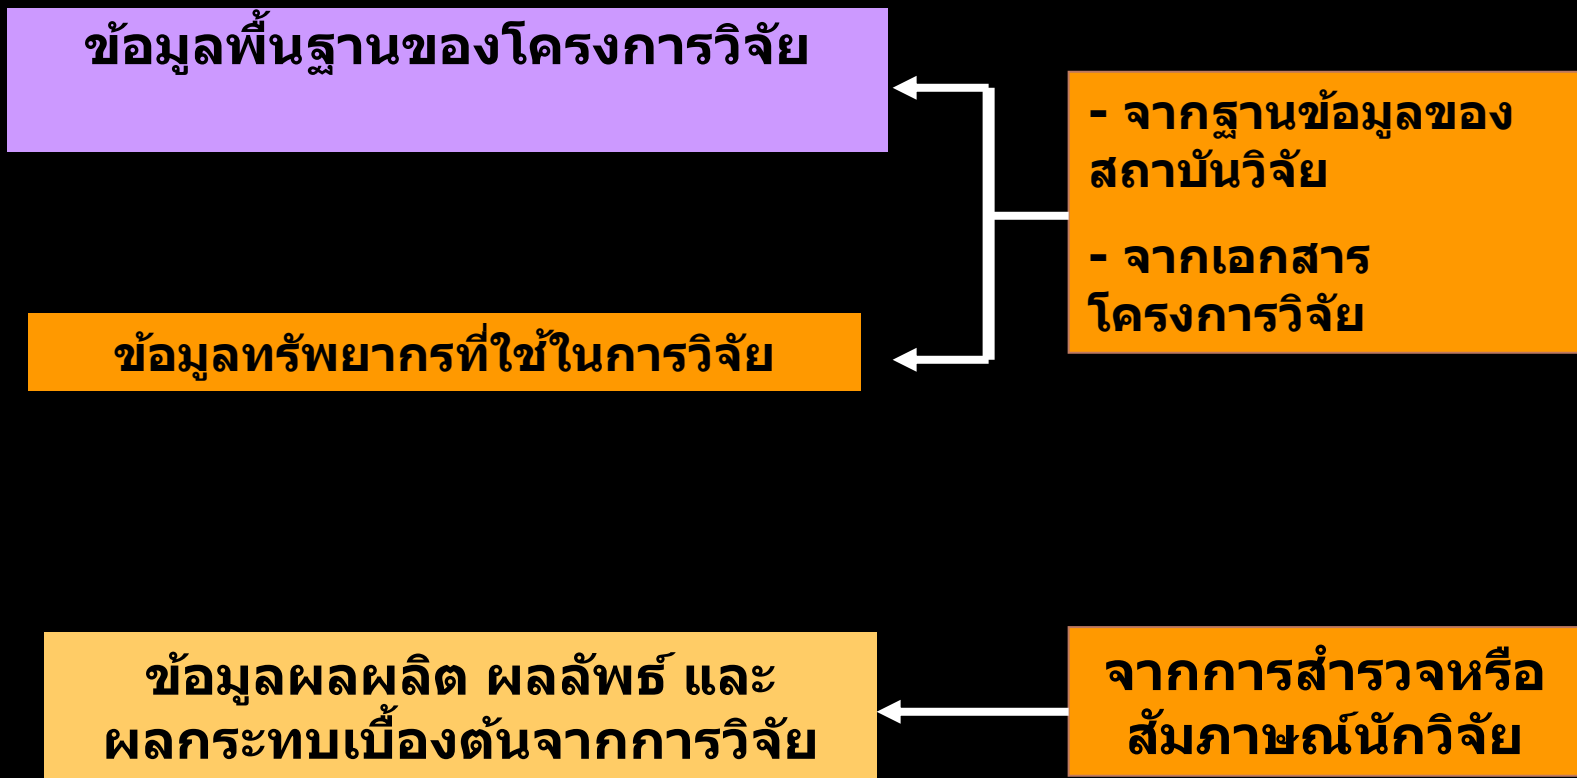 ข้อมูลพื้นฐานของโครงการวิจัย
- จากฐานข้อมูลของ
สถาบันวิจัย
- จากเอกสาร
โครงการวิจัย
ข้อมูลทรัพยากรที่ใช้ในการวิจัย
ข้อมูลผลผลิต ผลลัพธ์ และ
ผลกระทบเบื้องต้นจากการวิจัย
จากการสำรวจหรือ
สัมภาษณ์นักวิจัย